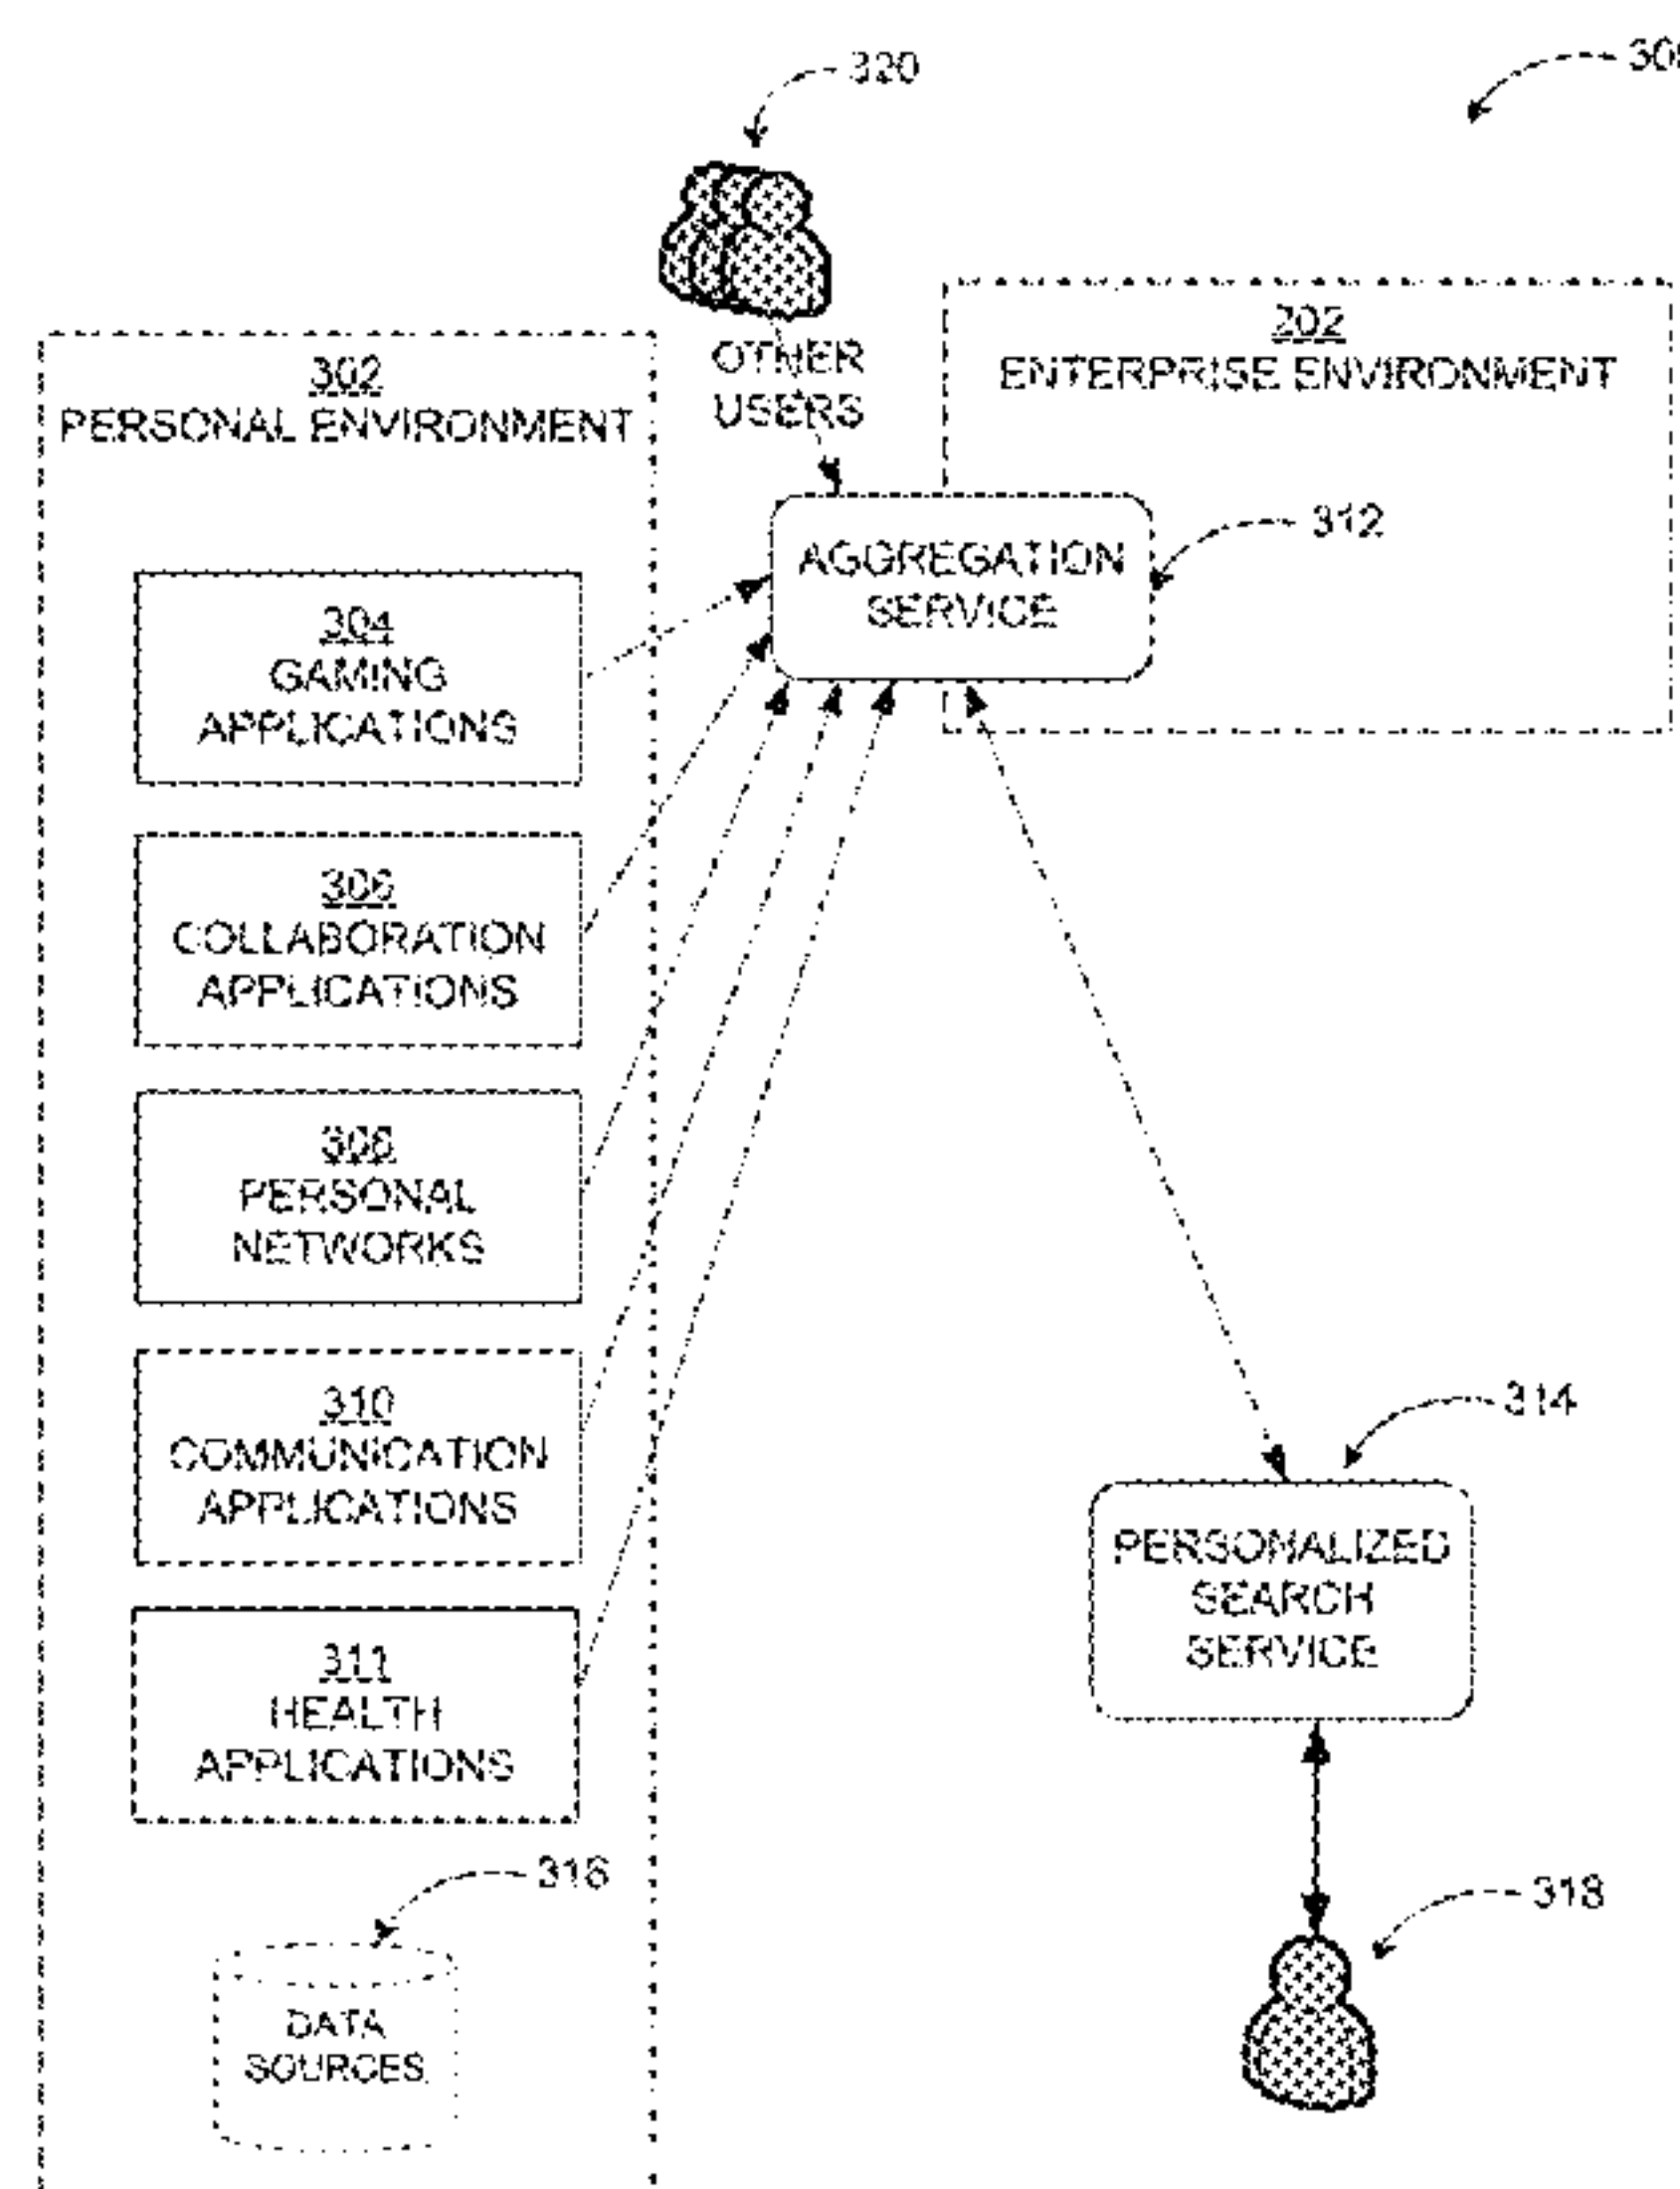 320
302
PERSONAL ENVIRONMENT
OTHER
USERS
202
ENTERPRISE ENVIRONMENT
AGGREGATION
SERVICE
312
304
GAMING
APPLICATIONS
306
COLLABORATION
APPLICATIONS
308
PERSONAL
NETWORKS
310
COMMUNICATION
APPLICATIONS
311
HEALTH
APPLICATIONS
316
DATA
SOURCES
314
PERSONALIZED
SEARCH
SERVICE
318